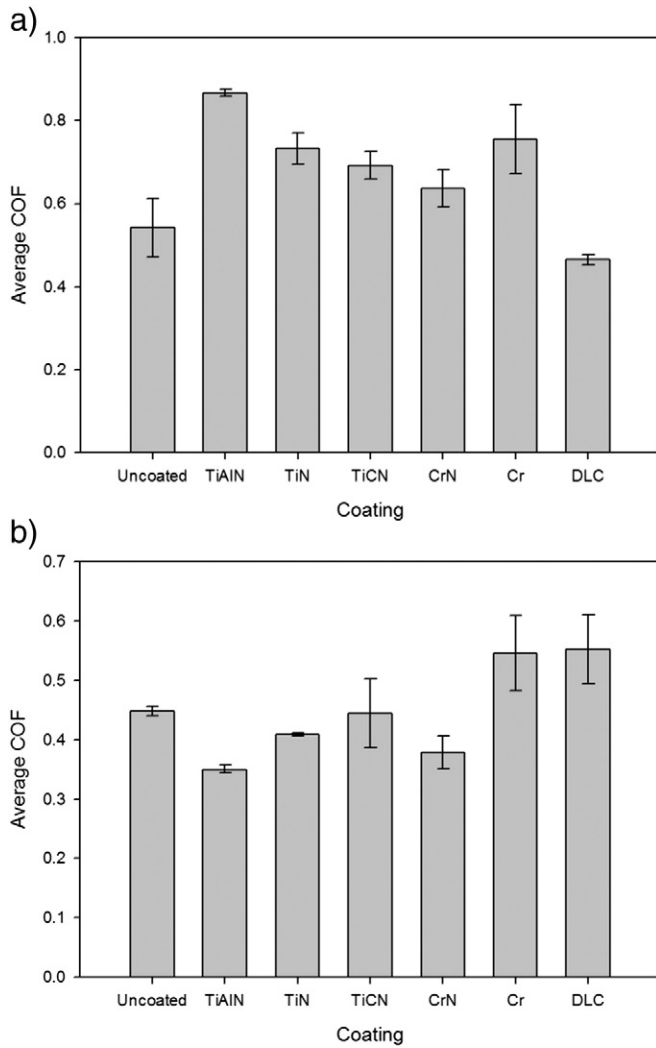 a)
1.0
0.8
0.6
0.4
0.2
0.0
Average COF
Uncoated TiAlN TiN TiCN CrN Cr DLC
Coating
b)
0.7
0.6
0.5
0.4
0.3
0.2
0.1
0.0
Average COF
Uncoated TiAlN TiN TiCN CrN Cr DLC
Coating